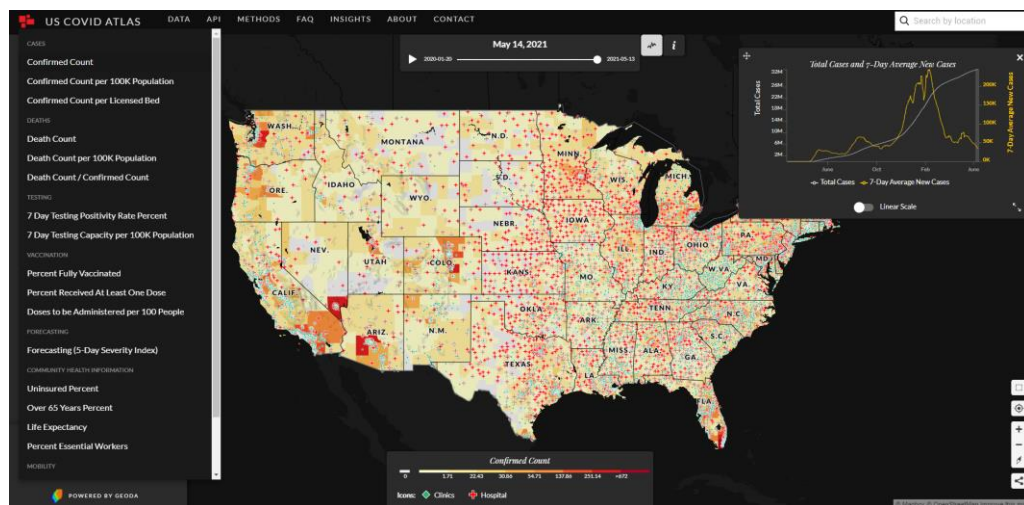 US COVID ATLAS DATA API METHODS FAQ INSIGHTS ABOUT CONTACT
Search by location
CASES
Confirmed Count
Confirmed Count per 100K Population
Confirmed Count per Licensed Bed
DEATHS
Death Count
Death Count per 100K Population
Death Count / Confirmed Count
TESTING
7 Day Testing Positivity Rate Percent
7 Day Testing Capacity per 100K Population
VACCINATION
Percent Fully Vaccinated
Percent Received At Least One Dose
Doses to be Administered per 100 People
FORECASTING
Forecasting (5-Day Severity Index)
COMMUNITY HEALTH INFORMATION
Uninsured Percent
Over 65 Years Percent
Life Expectancy
Percent Essential Workers
MOBILITY
POWERED BY GEODA
May 14, 2021
2020-01-20 2021-05-13
i
Total Cases and 7-Day Average New Cases
Total Cases
32M
26M
22M
18M
14M
10M
6M
2M
200K
150K
100K
50K
0K
7-Day Average New Cases
June Oct Feb June
Total Cases 7-Day Average New Cases
Linear Scale
WASH.
MONTANA
N.D.
MINN.
ORE.
IDAHO
WYO.
S.D.
WIS.
MICH.
NEV.
UTAH
COLO.
NEBR.
IOWA
ILL.
IND.
OHIO
PA.
MD.
W.VA.
VA.
CALIF.
KANS.
MO.
KY.
ARIZ.
N.M.
OKLA.
ARK.
TENN.
N.C.
S.C.
TEXAS
LA.
MISS.
ALA.
GA.
FLA.
Confirmed Count
0 1.71 22.43 30.86 54.71 137.86 251.14 >672
Icons: Clinics Hospital